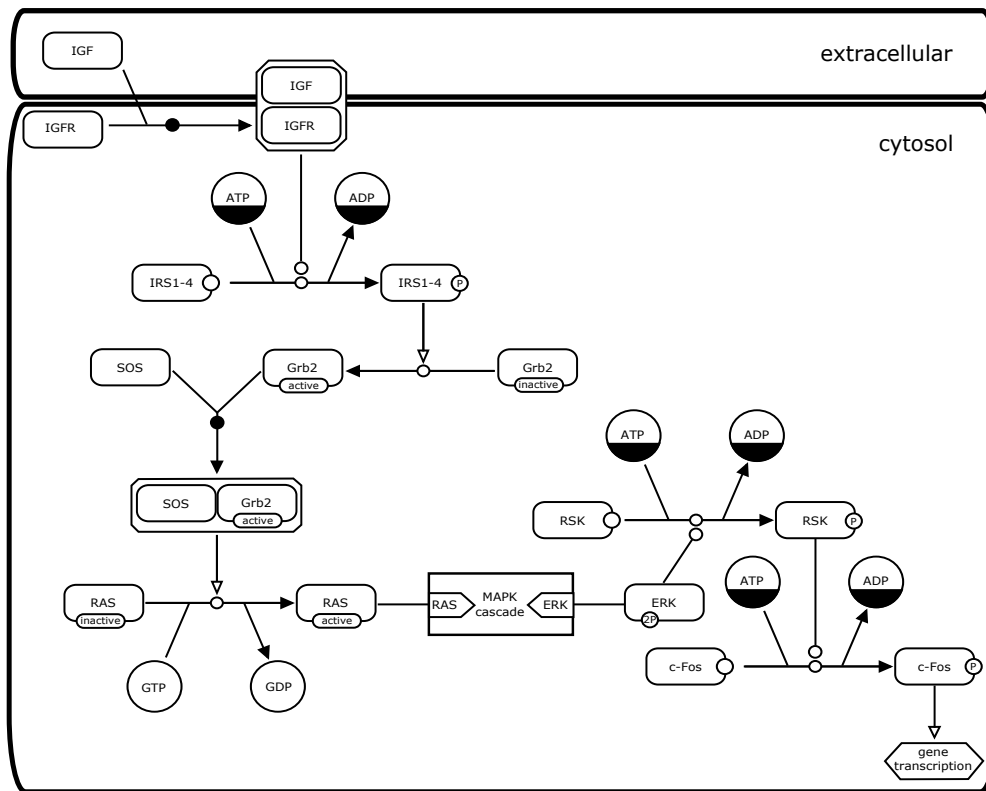 IGF
extracellular
IGF
IGFR
IGFR
cytosol
ATP
ADP
IRS1-4
IRS1-4
P
SOS
Grb2
active
Grb2
inactive
ATP
ADP
SOS
Grb2
active
RSK
RSK
P
ATP
ADP
RAS
inactive
RAS
active
RAS
MAPK
cascade
ERK
ERK
2P
c-Fos
c-Fos
P
GTP
GDP
gene
transcription